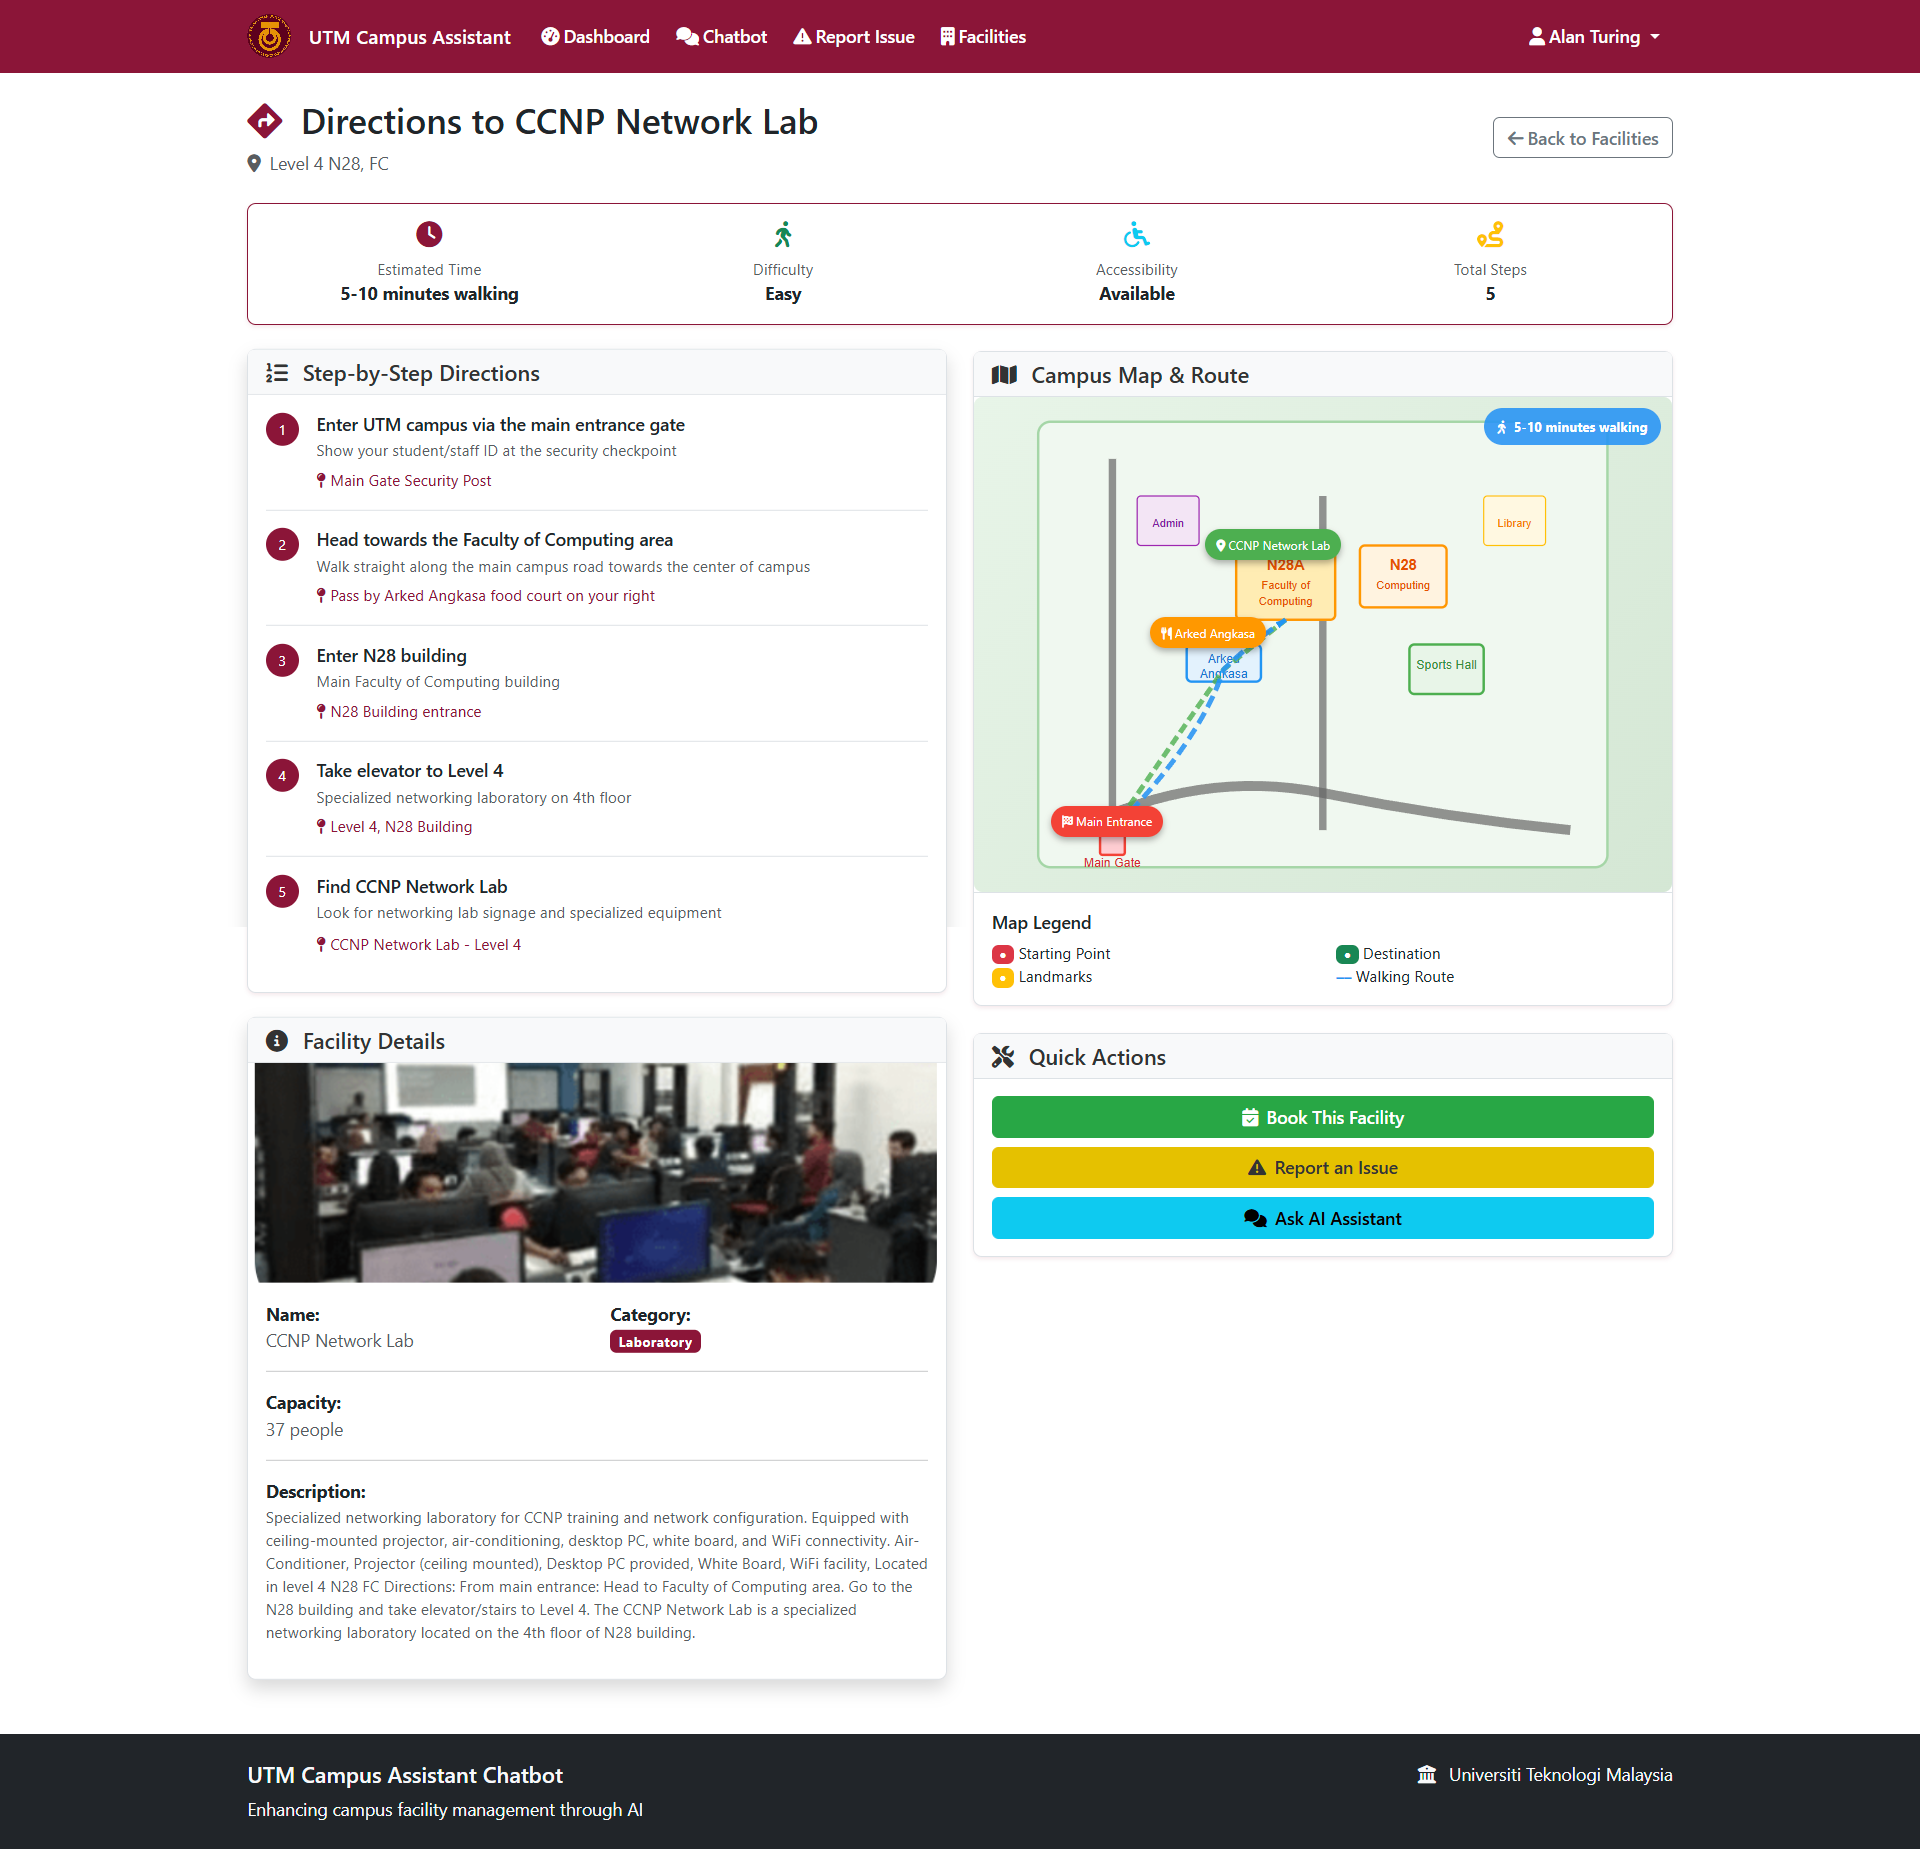 UTM Campus Assistant
Dashboard
Chatbot
Report Issue
Facilities
Alan Turing
Directions to CCNP Network Lab
Level 4 N28, FC
Back to Facilities
Estimated Time
5-10 minutes walking
Difficulty
Easy
Accessibility
Available
Total Steps
5
Step-by-Step Directions
1
Enter UTM campus via the main entrance gate
Show your student/staff ID at the security checkpoint
Main Gate Security Post
2
Head towards the Faculty of Computing area
Walk straight along the main campus road towards the center of campus
Pass by Arked Angkasa food court on your right
3
Enter N28 building
Main Faculty of Computing building
N28 Building entrance
4
Take elevator to Level 4
Specialized networking laboratory on 4th floor
Level 4, N28 Building
5
Find CCNP Network Lab
Look for networking lab signage and specialized equipment
CCNP Network Lab - Level 4
Campus Map & Route
5-10 minutes walking
Admin
Library
CCNP Network Lab
N28A
Faculty of
Computing
N28
Computing
Arked Angkasa
Arked
Angkasa
Sports Hall
Main Entrance
Main Gate
Map Legend
Starting Point
Destination
Landmarks
Walking Route
Facility Details
Name:
CCNP Network Lab
Category:
Laboratory
Capacity:
37 people
Description:
Specialized networking laboratory for CCNP training and network configuration. Equipped with
ceiling-mounted projector, air-conditioning, desktop PC, white board, and WiFi connectivity. Air-
Conditioner, Projector (ceiling mounted), Desktop PC provided, White Board, WiFi facility, Located
in level 4 N28 FC Directions: From main entrance: Head to Faculty of Computing area. Go to the
N28 building and take elevator/stairs to Level 4. The CCNP Network Lab is a specialized
networking laboratory located on the 4th floor of N28 building.
Quick Actions
Book This Facility
Report an Issue
Ask AI Assistant
UTM Campus Assistant Chatbot
Enhancing campus facility management through AI
Universiti Teknologi Malaysia